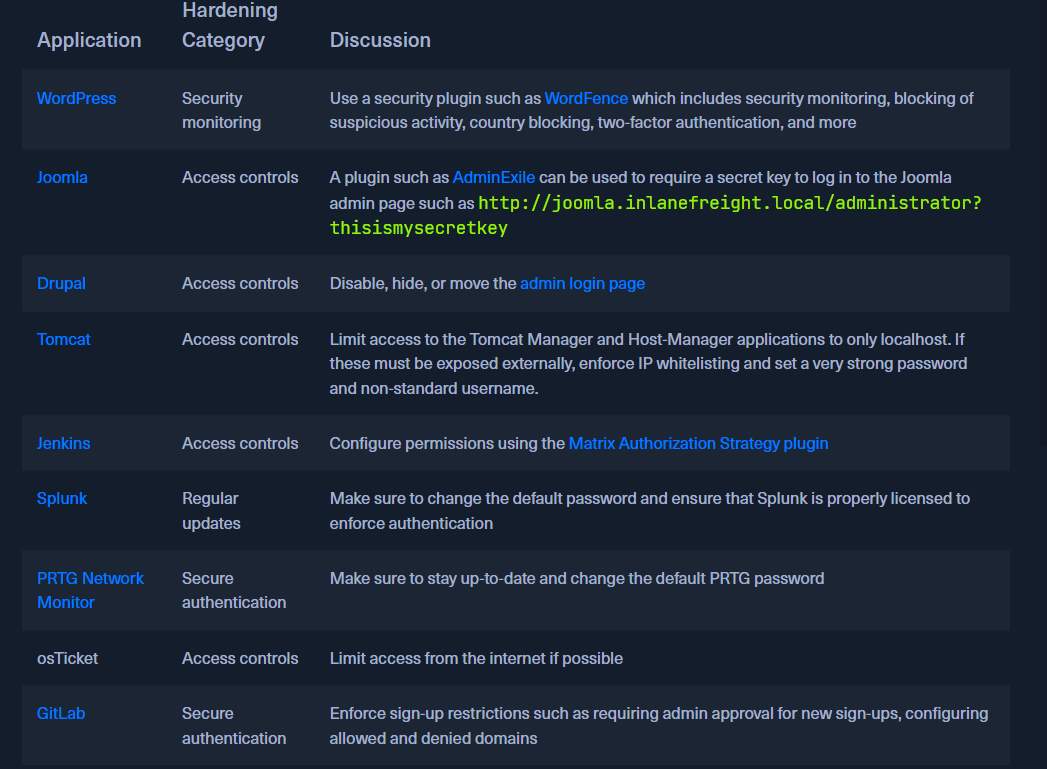 Application
Hardening
Category
Discussion
WordPress
Security
monitoring
Use a security plugin such as WordFence which includes security monitoring, blocking of
suspicious activity, country blocking, two-factor authentication, and more
Joomla
Access controls
A plugin such as AdminExile can be used to require a secret key to log in to the Joomla
admin page such as http://joomla.inlanefreight.local/administrator?
thisismysecretkey
Drupal
Access controls
Disable, hide, or move the admin login page
Tomcat
Access controls
Limit access to the Tomcat Manager and Host-Manager applications to only localhost. If
these must be exposed externally, enforce IP whitelisting and set a very strong password
and non-standard username.
Jenkins
Access controls
Configure permissions using the Matrix Authorization Strategy plugin
Splunk
Regular
updates
Make sure to change the default password and ensure that Splunk is properly licensed to
enforce authentication
PRTG Network
Monitor
Secure
authentication
Make sure to stay up-to-date and change the default PRTG password
osTicket
Access controls
Limit access from the internet if possible
GitLab
Secure
authentication
Enforce sign-up restrictions such as requiring admin approval for new sign-ups, configuring
allowed and denied domains